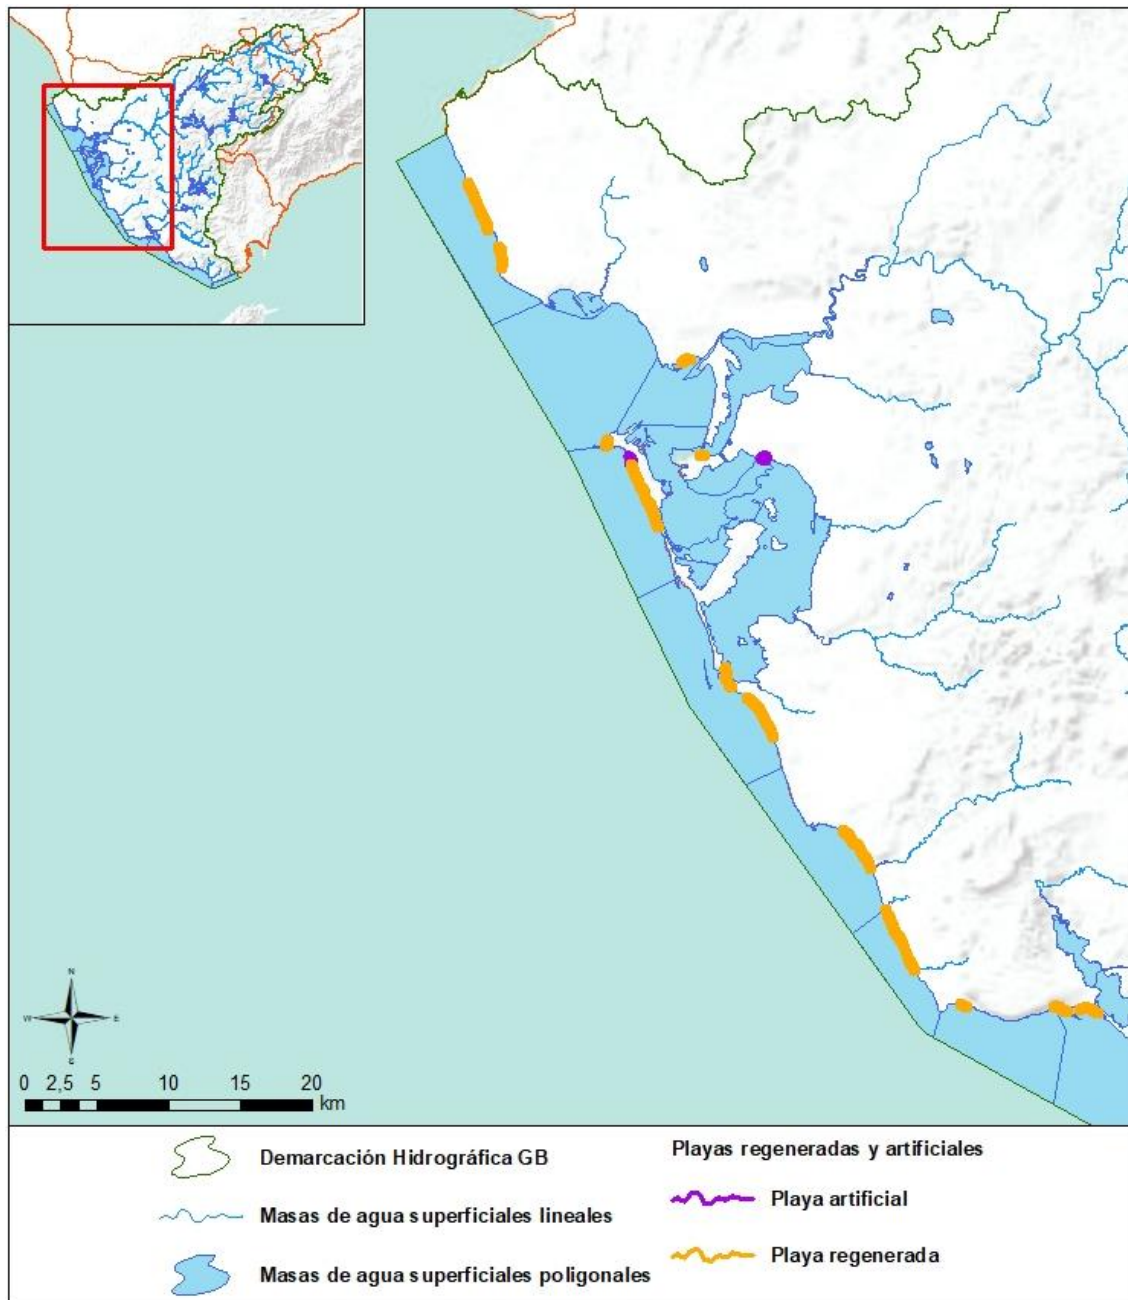 N
W E
S
0 2,5 5 10 15 20
km
Demarcación Hidrográfica GB
Masas de agua superficiales lineales
Masas de agua superficiales poligonales
Playas regeneradas y artificiales
Playa artificial
Playa regenerada